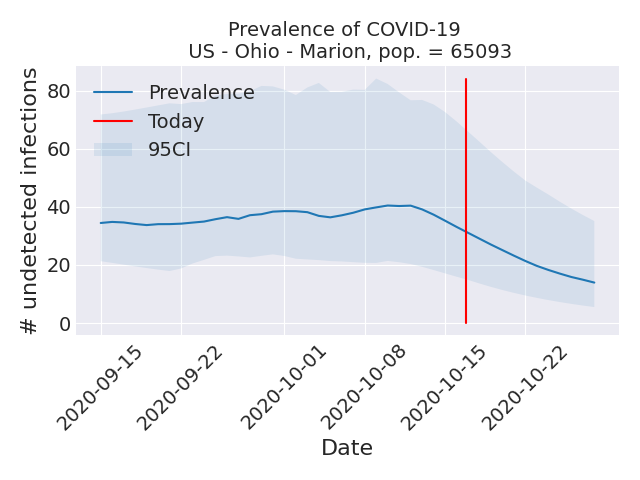 Prevalence of COVID-19
US - Ohio - Marion, pop. = 65093
# undetected infections
80
60
40
20
0
Prevalence
Today
95CI
2020-09-15
2020-09-22
2020-10-01
2020-10-08
2020-10-15
2020-10-22
Date